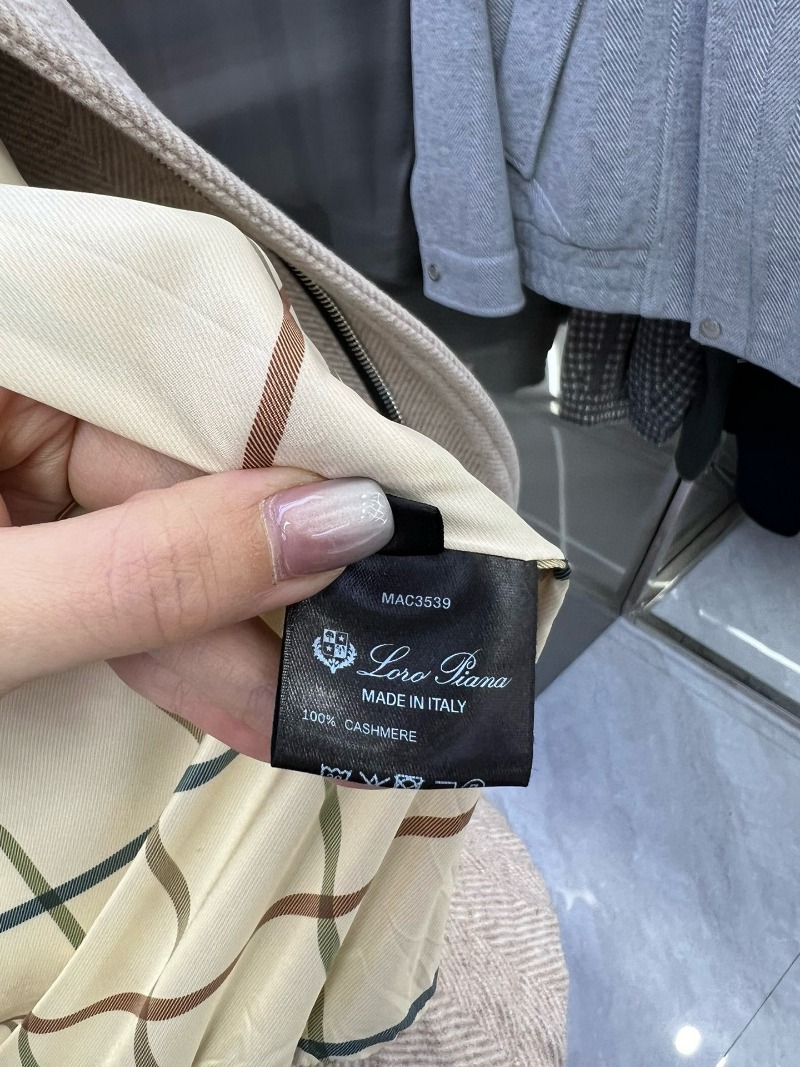 MAC3539
Loro Piana
MADE IN ITALY
100% CASHMERE